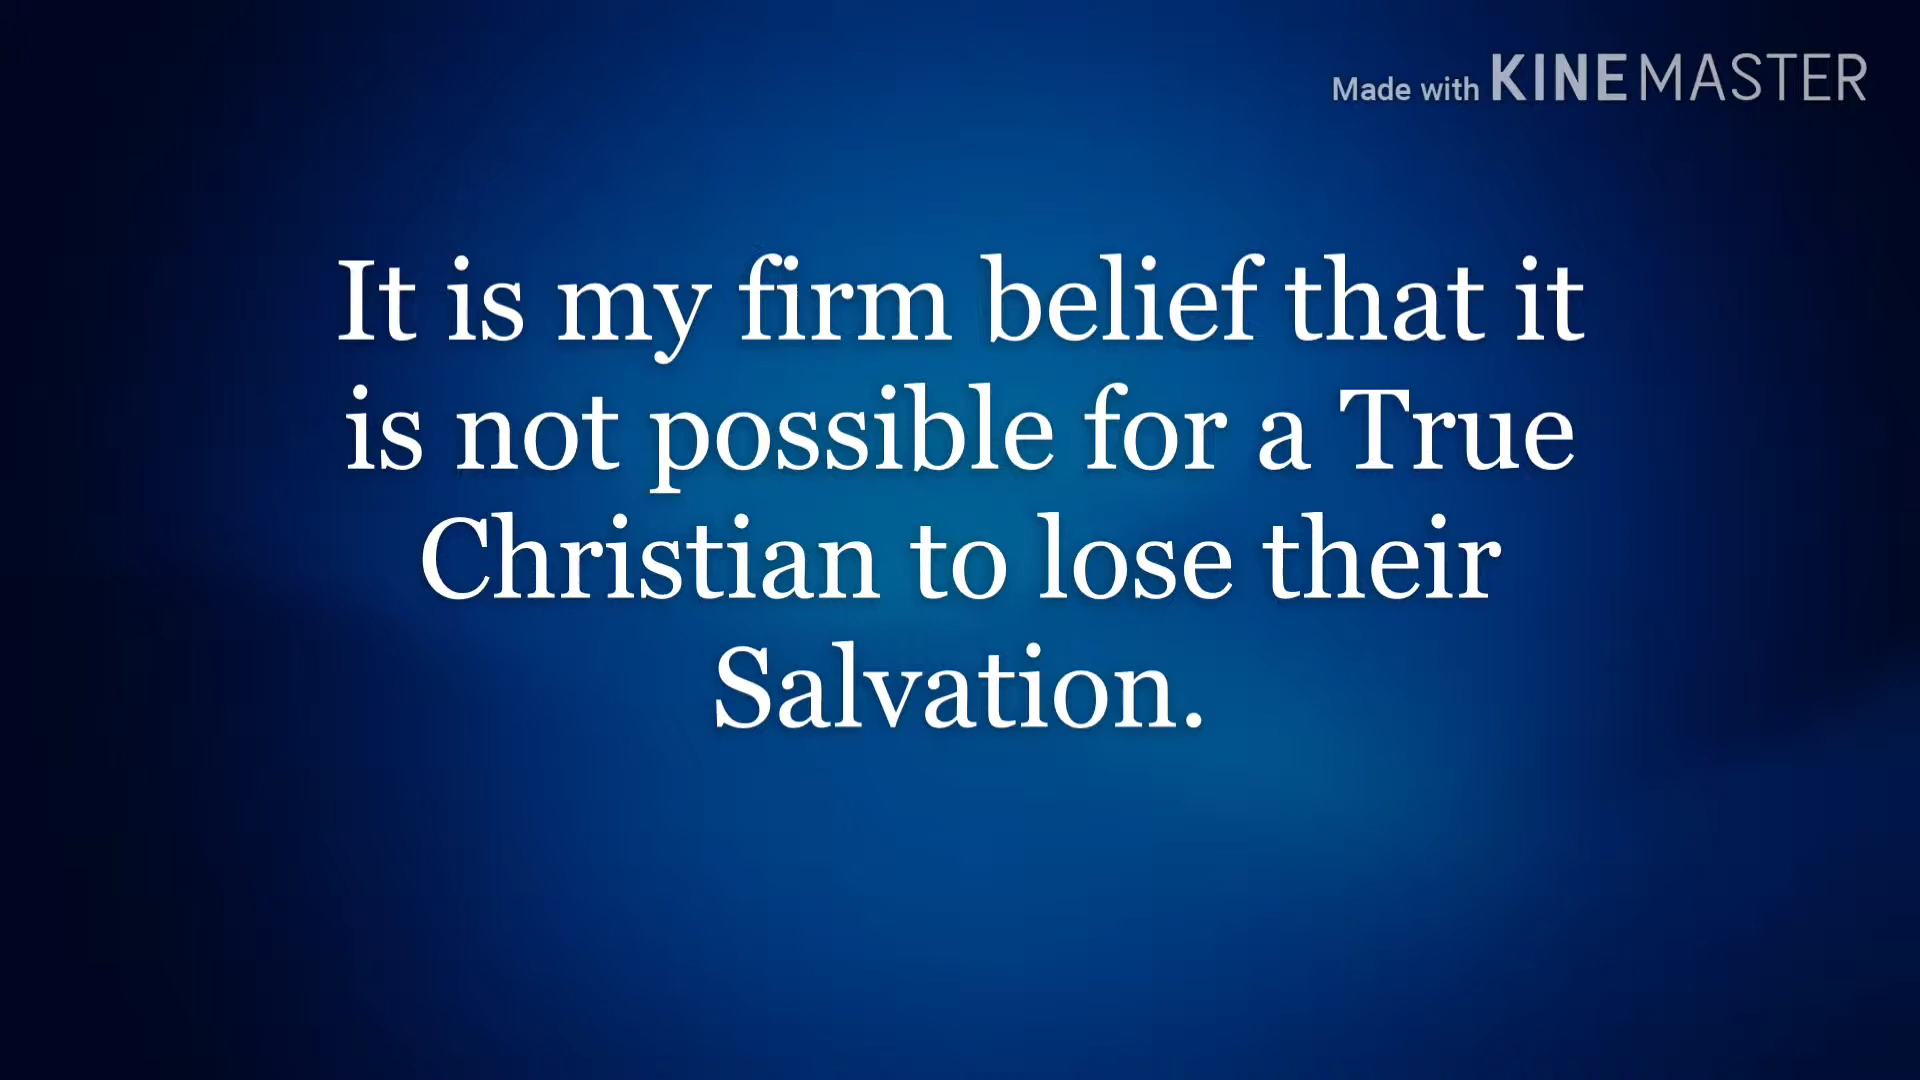 Made with KINEMASTER
It is my firm belief that it
is not possible for a True
Christian to lose their
Salvation.